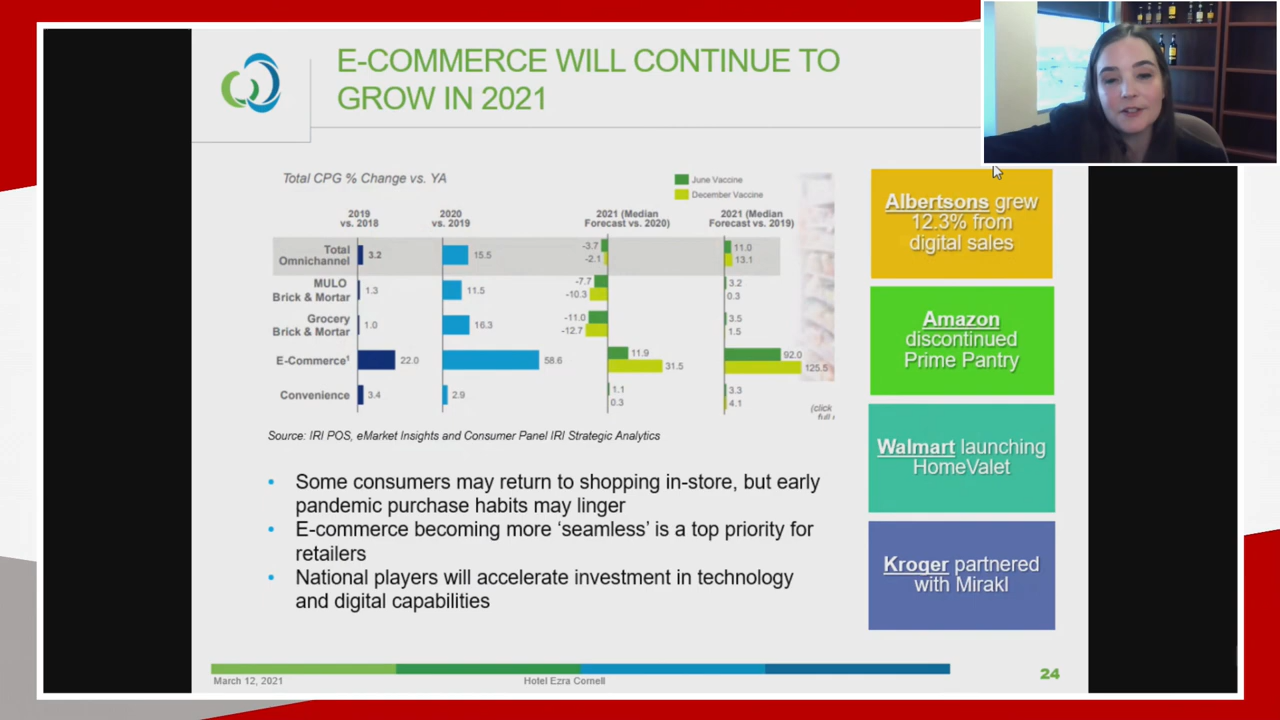 E-COMMERCE WILL CONTINUE TO
GROW IN 2021
Total CPG % Change vs. YA
June Vaccine
December Vaccine
2019
vs. 2018
2020
vs. 2019
2021 (Median
Forecast vs. 2020)
2021 (Median
Forecast vs. 2019)
Total
Omnichannel
3.2
15.5
-3.7
-2.1
11.0
13.1
MULO
Brick & Mortar
1.3
11.5
-7.7
-10.3
3.2
0.3
Grocery
Brick & Mortar
1.0
16.3
-11.0
-12.7
3.5
1.5
E-Commerce¹
22.0
58.6
11.9
31.5
92.0
125.5
Convenience
3.4
2.9
1.1
0.3
3.3
4.1
(click
full
Source: IRI POS, eMarket Insights and Consumer Panel IRI Strategic Analytics
• Some consumers may return to shopping in-store, but early
pandemic purchase habits may linger
• E-commerce becoming more ‘seamless’ is a top priority for
retailers
• National players will accelerate investment in technology
and digital capabilities
Albertsons grew
12.3% from
digital sales
Amazon
discontinued
Prime Pantry
Walmart launching
HomeValet
Kroger partnered
with Mirakl
March 12, 2021
Hotel Ezra Cornell
24